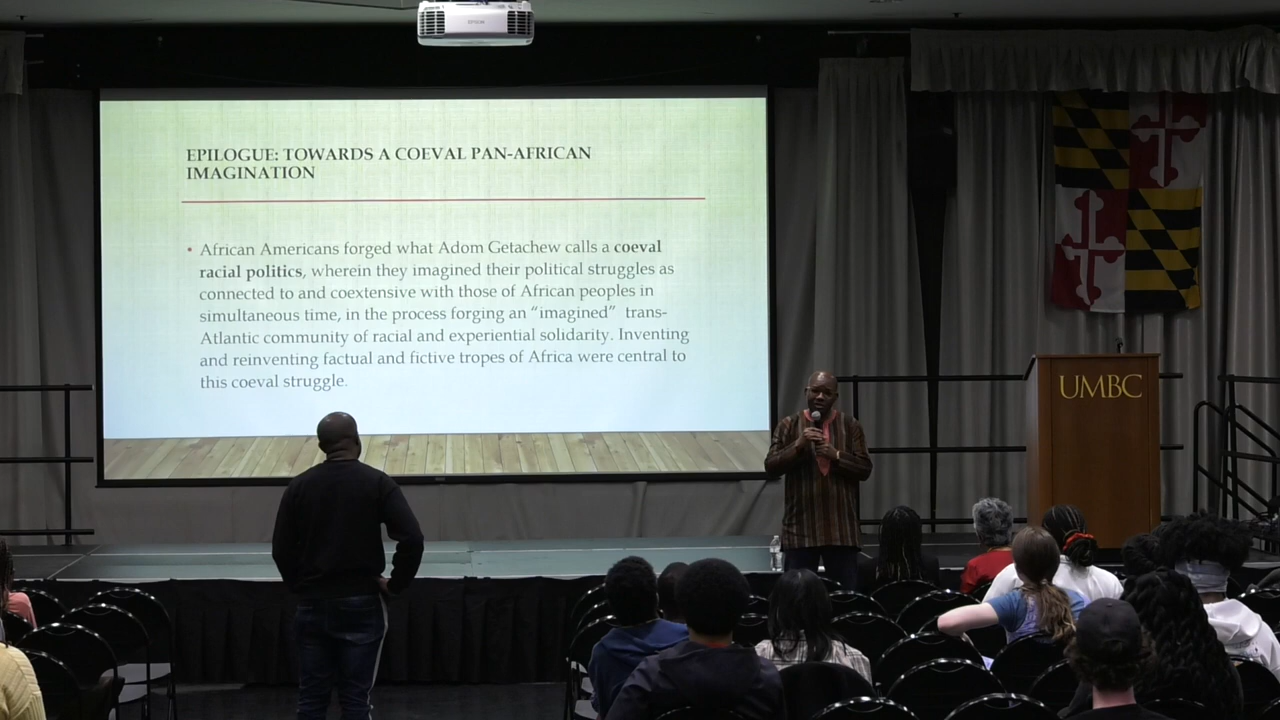 EPSON
EPILOGUE: TOWARDS A COEVAL PAN-AFRICAN
IMAGINATION
• African Americans forged what Adom Getachew calls a coeval
racial politics, wherein they imagined their political struggles as
connected to and coextensive with those of African peoples in
simultaneous time, in the process forging an “imagined” trans-
Atlantic community of racial and experiential solidarity. Inventing
and reinventing factual and fictive tropes of Africa were central to
this coeval struggle.
UMBC